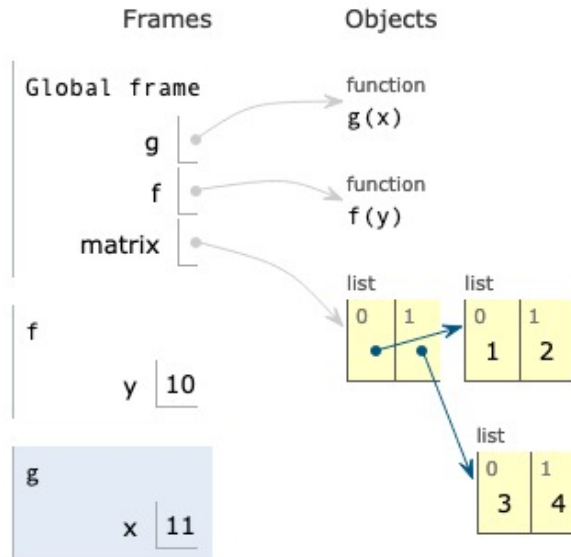 Frames Objects
Global frame
function
g(x)
g
function
f(y)
f
matrix
list
list
0 1
0 1
1 2
f
y 10
list
0 1
3 4
g
x 11